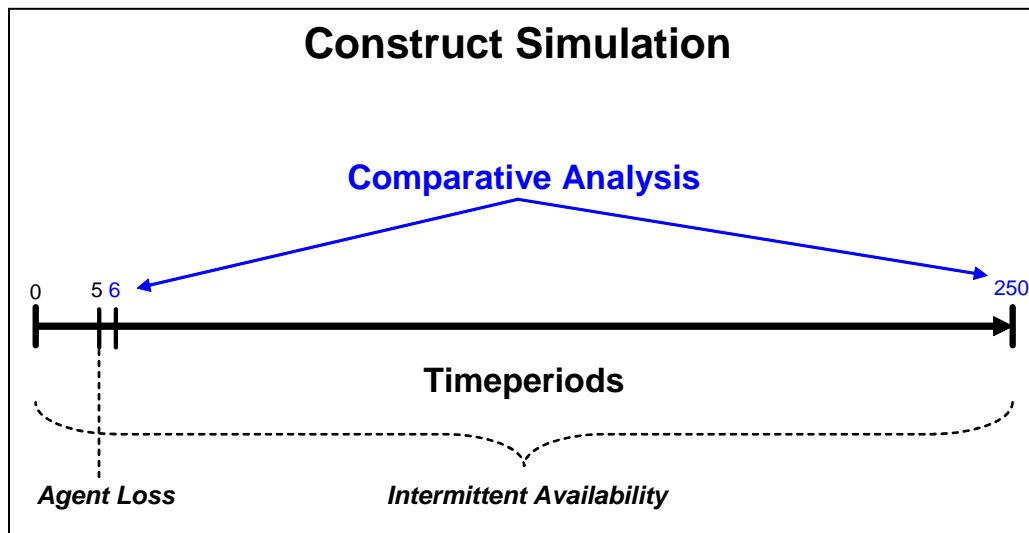 Construct Simulation
Comparative Analysis
0 5 6 250
Timeperiods
Agent Loss Intermittent Availability